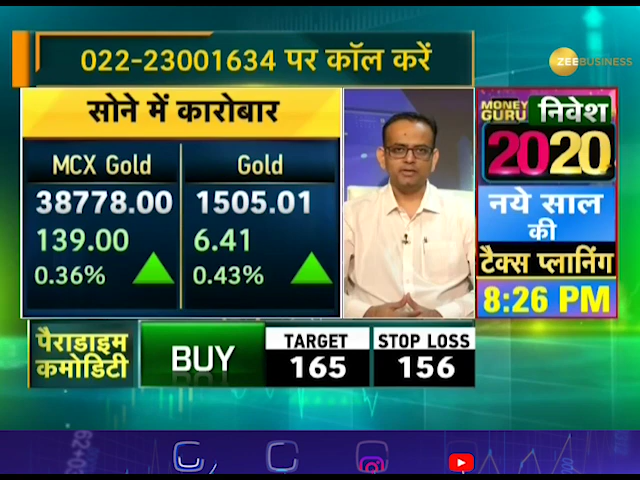 022-23001634 पर कॉल करें
ZEEBUSINESS
सोने में कारोबार
MCX Gold
38778.00
139.00
0.36%
Gold
1505.01
6.41
0.43%
MONEY GURU
निवेश
2020
नये साल
की
टैक्स प्लानिंग
8:26 PM
पैराडाइम
कमोडिटी
BUY
TARGET
165
STOP LOSS
156